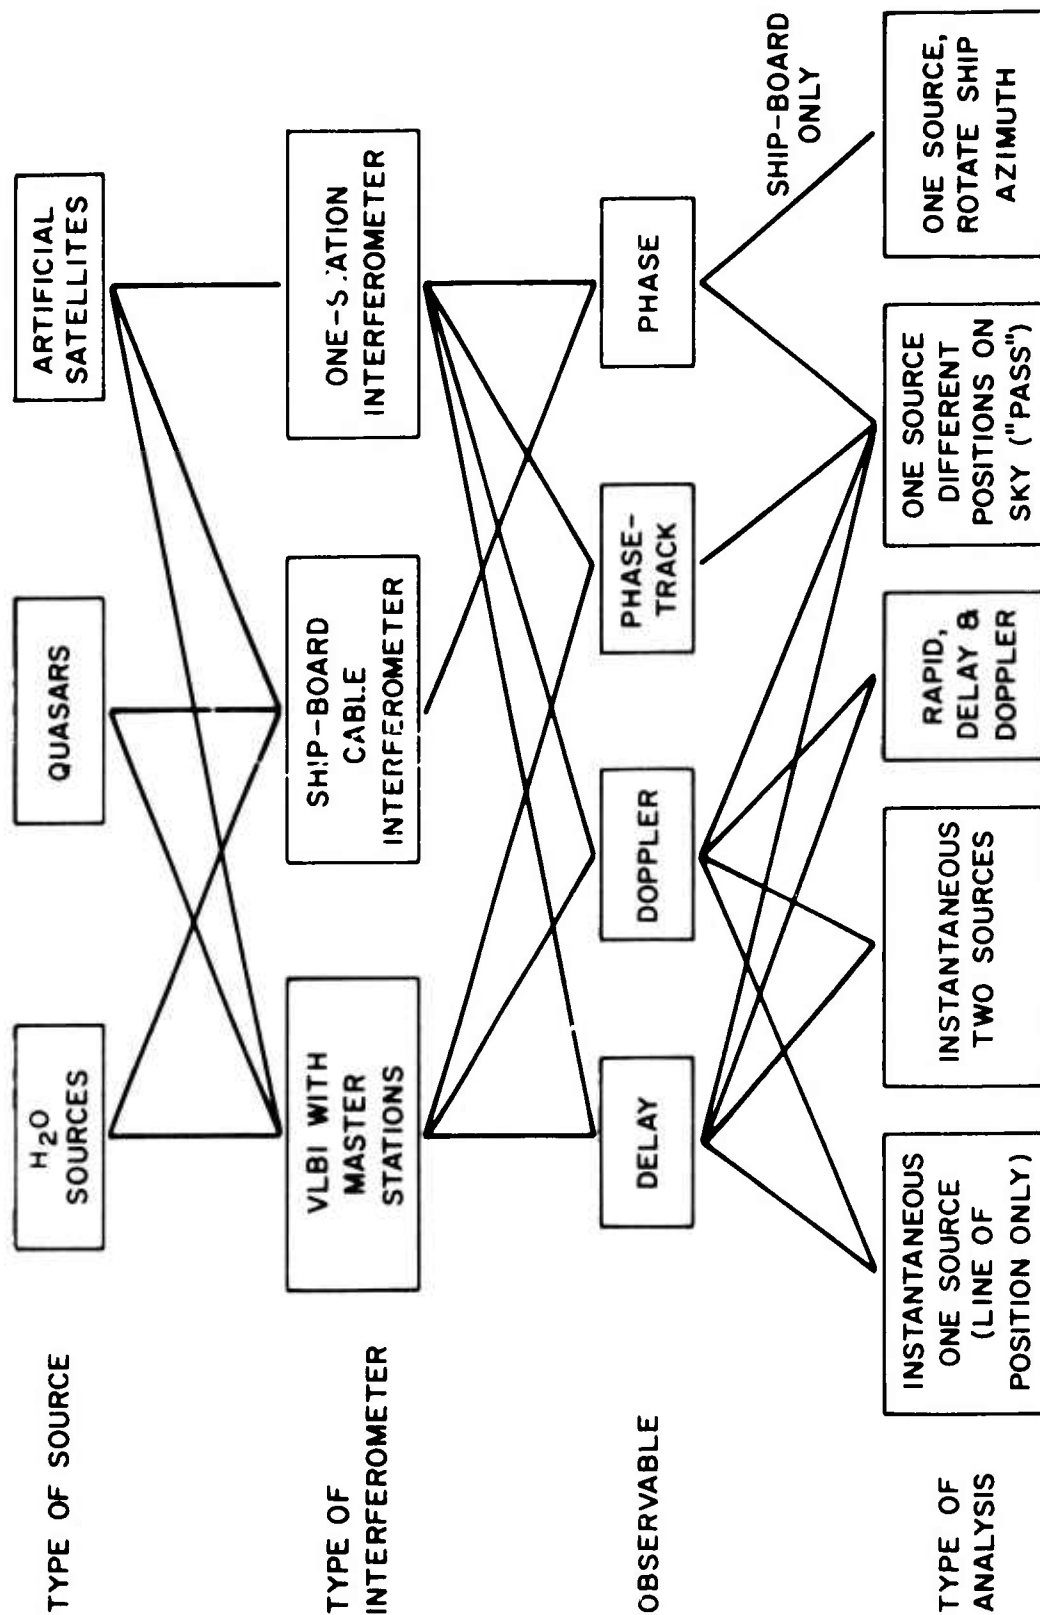 TYPE OF SOURCE
H₂O
SOURCES
QUASARS
ARTIFICIAL
SATELLITES
TYPE OF
INTERFEROMETER
VLBI WITH
MASTER
STATIONS
SHIP-BOARD
CABLE
INTERFEROMETER
ONE-STATION
INTERFEROMETER
OBSERVABLE
DELAY
DOPPLER
PHASE-
TRACK
PHASE
SHIP-BOARD
ONLY
TYPE OF
ANALYSIS
INSTANTANEOUS
ONE SOURCE
(LINE OF
POSITION ONLY)
INSTANTANEOUS
TWO SOURCES
RAPID,
DELAY &
DOPPLER
ONE SOURCE
DIFFERENT
POSITIONS ON
SKY ("PASS")
ONE SOURCE,
ROTATE SHIP
AZIMUTH